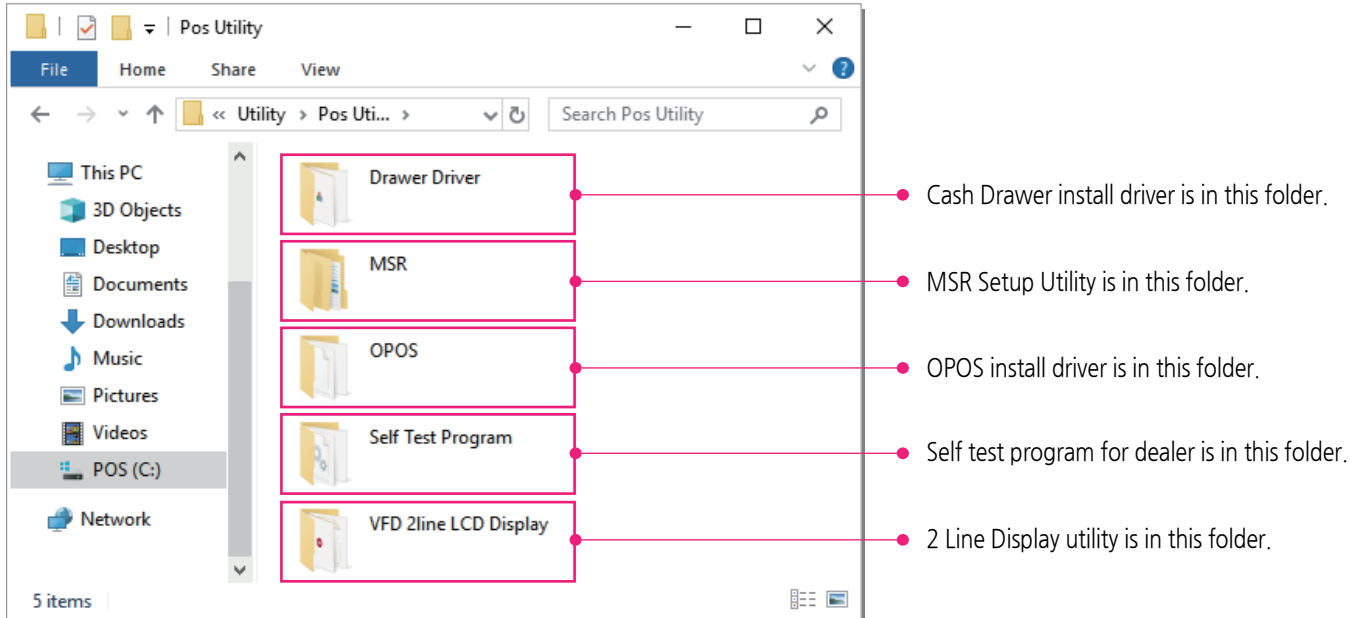 Pos Utility
File Home Share View
« Utility > Pos Uti... > Search Pos Utility
This PC
3D Objects
Desktop
Documents
Downloads
Music
Pictures
Videos
POS (C:)
Network
Drawer Driver
MSR
OPOS
Self Test Program
VFD 2line LCD Display
Cash Drawer install driver is in this folder.
MSR Setup Utility is in this folder.
OPOS install driver is in this folder.
Self test program for dealer is in this folder.
2 Line Display utility is in this folder.
5 items